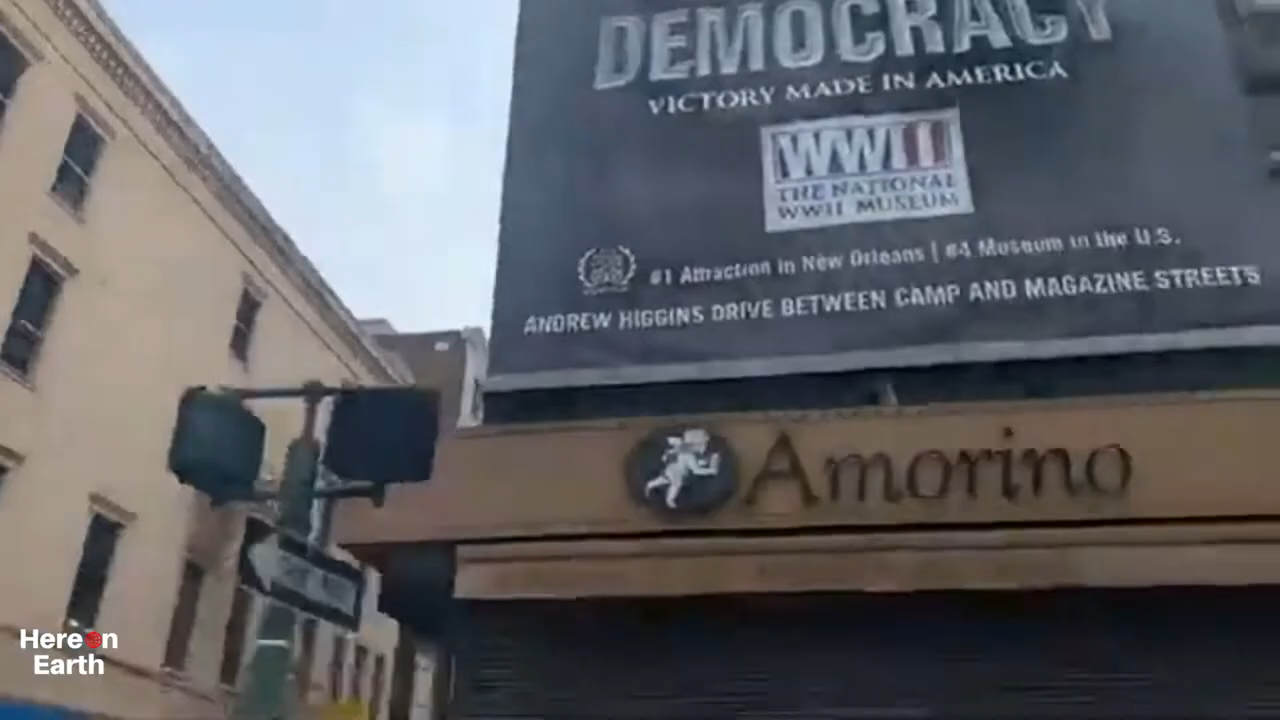 DEMOCRACY
VICTORY MADE IN AMERICA
WWII
THE NATIONAL
WWII MUSEUM
#1 Attraction in New Orleans | #4 Museum in the U.S.
ANDREW HIGGINS DRIVE BETWEEN CAMP AND MAGAZINE STREETS
Amorino
Here on
Earth